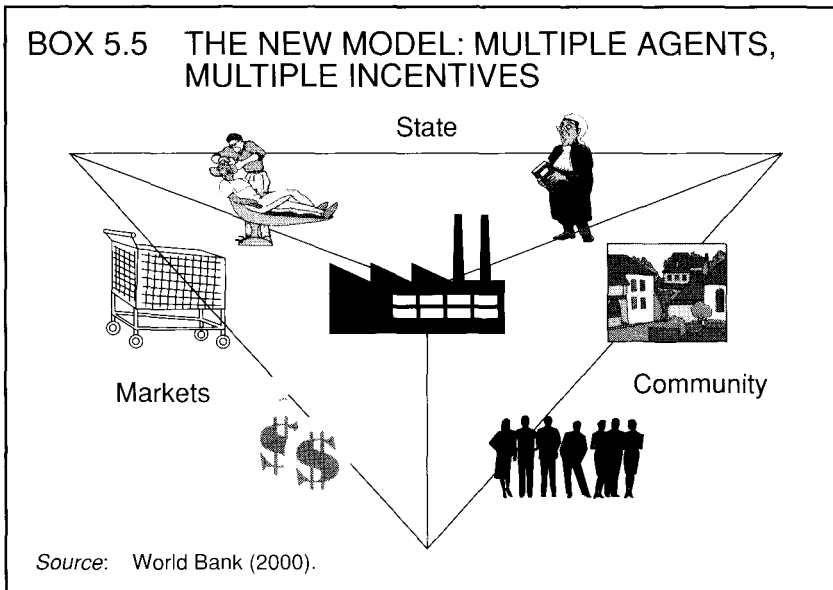 BOX 5.5 THE NEW MODEL: MULTIPLE AGENTS,
MULTIPLE INCENTIVES
State
Markets
Community
$$
Source: World Bank (2000).